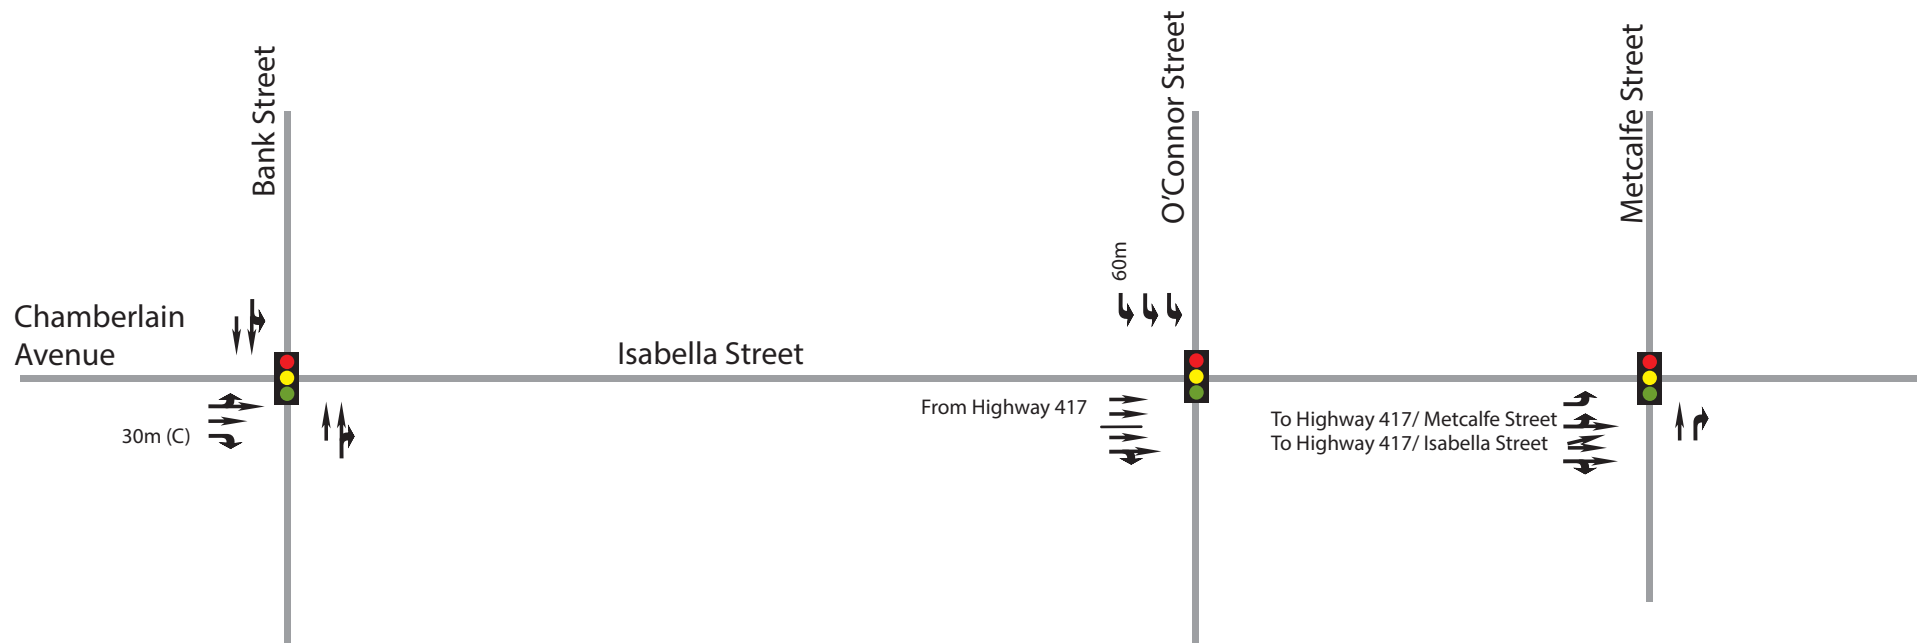 Bank Street
O'Connor Street
Metcalfe Street
60m
Chamberlain
Avenue
Isabella Street
From Highway 417
30m (C)
To Highway 417/ Metcalfe Street
To Highway 417/ Isabella Street